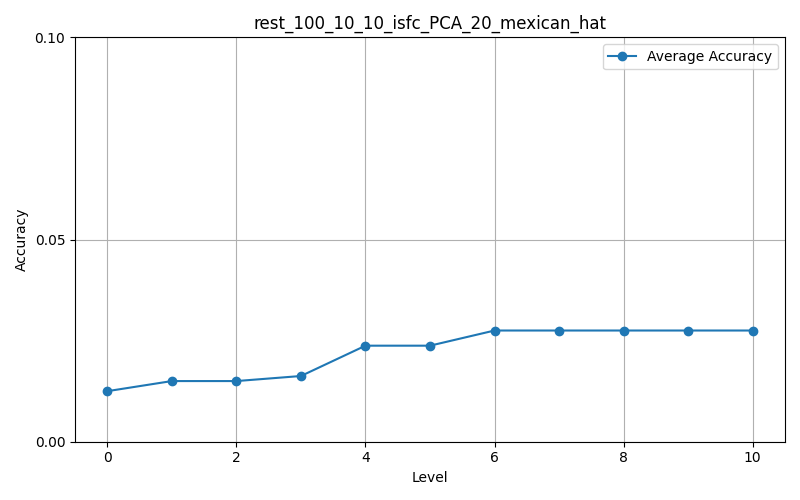 rest_100_10_10_isfc_PCA_20_mexican_hat
Average Accuracy
Accuracy
0.10
0.05
0.00
0 2 4 6 8 10
Level